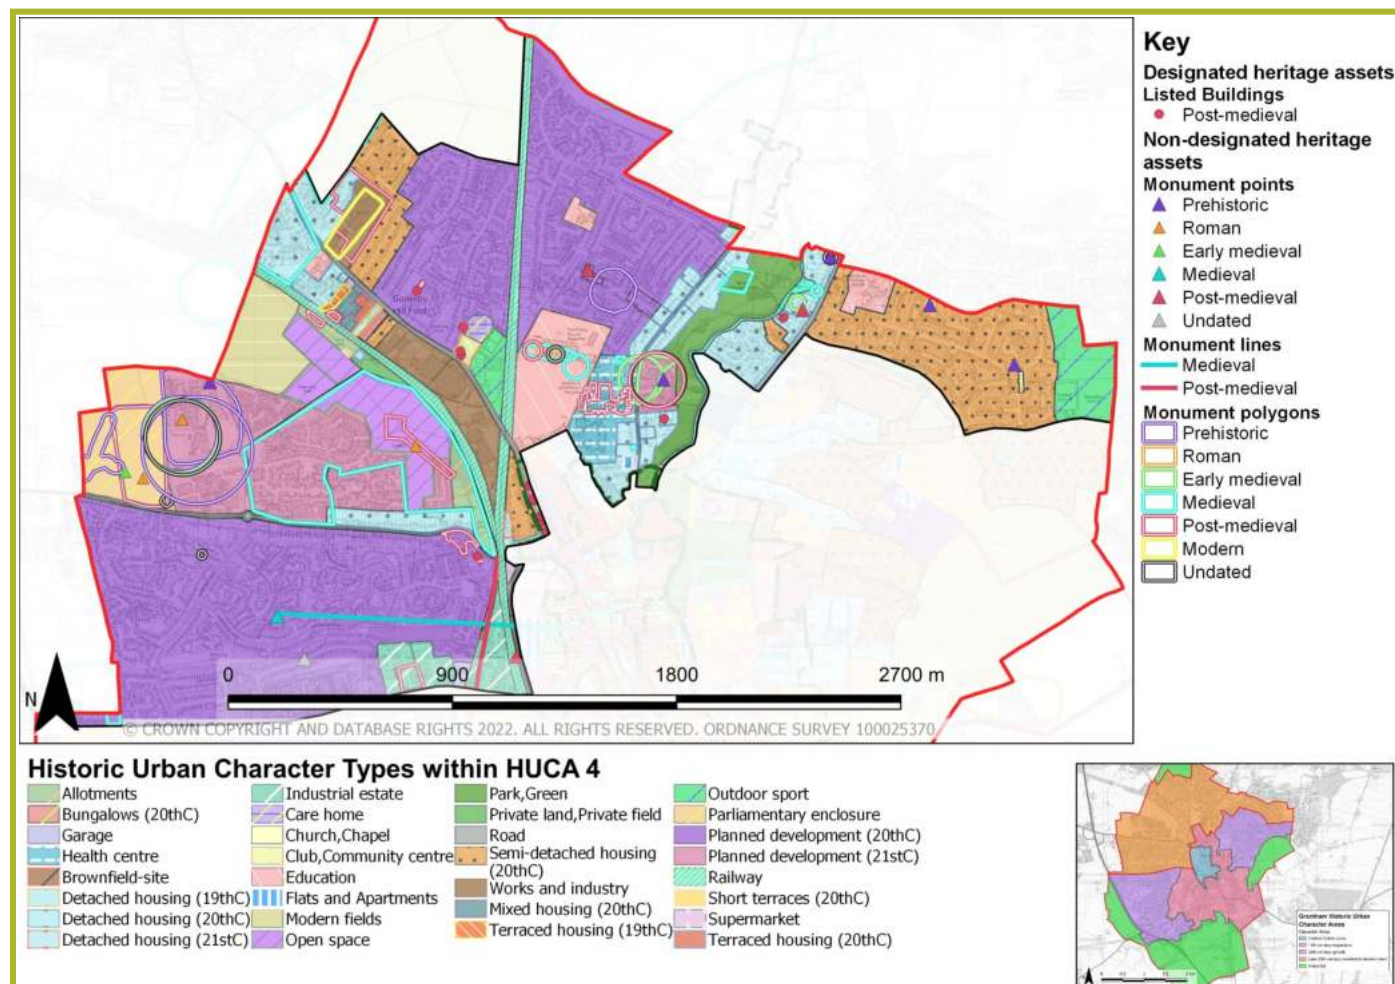 Key
Designated heritage assets
Listed Buildings
Post-medieval
Non-designated heritage
assets
Monument points
Prehistoric
Roman
Early medieval
Medieval
Post-medieval
Undated
Monument lines
Medieval
Post-medieval
Monument polygons
Prehistoric
Roman
Early medieval
Medieval
Post-medieval
Modern
Undated
N
0 900 1800 2700 m
© CROWN COPYRIGHT AND DATABASE RIGHTS 2022. ALL RIGHTS RESERVED. ORDNANCE SURVEY 100025370
Historic Urban Character Types within HUCA 4
Allotments
Bungalows (20thC)
Garage
Health centre
Brownfield-site
Detached housing (19thC)
Detached housing (20thC)
Detached housing (21stC)
Industrial estate
Care home
Church,Chapel
Club,Community centre
Education
Flats and Apartments
Modern fields
Open space
Park,Green
Private land,Private field
Road
Semi-detached housing
(20thC)
Works and industry
Mixed housing (20thC)
Terraced housing (19thC)
Outdoor sport
Parliamentary enclosure
Planned development (20thC)
Planned development (21stC)
Railway
Short terraces (20thC)
Supermarket
Terraced housing (20thC)
Grantham Historic Urban
Character Areas